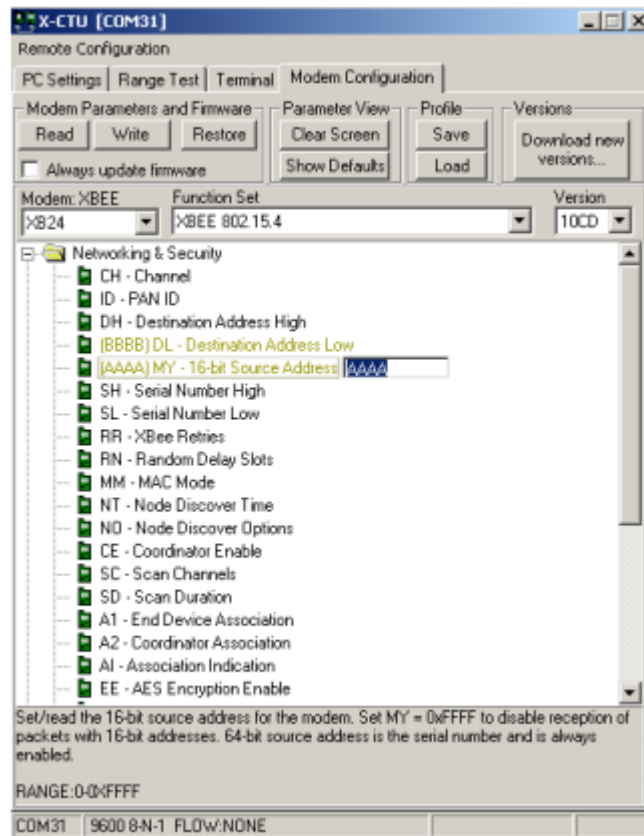 X-CTU [COM31]
Remote Configuration
PC Settings Range Test Terminal Modem Configuration
Modem Parameters and Firmware Parameter View Profile Versions
Read Write Restore Clear Screen Save Download new versions...
Always update firmware Show Defaults Load
Modem: XBEE Function Set Version
XB24 XBEE 802.15.4 10CD
Networking & Security
CH - Channel
ID - PAN ID
DH - Destination Address High
(BBBB) DL - Destination Address Low
(AAAA) MY - 16-bit Source Address AAAA
SH - Serial Number High
SL - Serial Number Low
RR - XBee Retries
RN - Random Delay Slots
MM - MAC Mode
NT - Node Discover Time
NO - Node Discover Options
CE - Coordinator Enable
SC - Scan Channels
SD - Scan Duration
A1 - End Device Association
A2 - Coordinator Association
AI - Association Indication
EE - AES Encryption Enable
Set/read the 16-bit source address for the modem. Set MY = 0xFFFF to disable reception of
packets with 16-bit addresses. 64-bit source address is the serial number and is always
enabled.
RANGE:0-0XFFFF
COM31 9600 8-N-1 FLOW:NONE